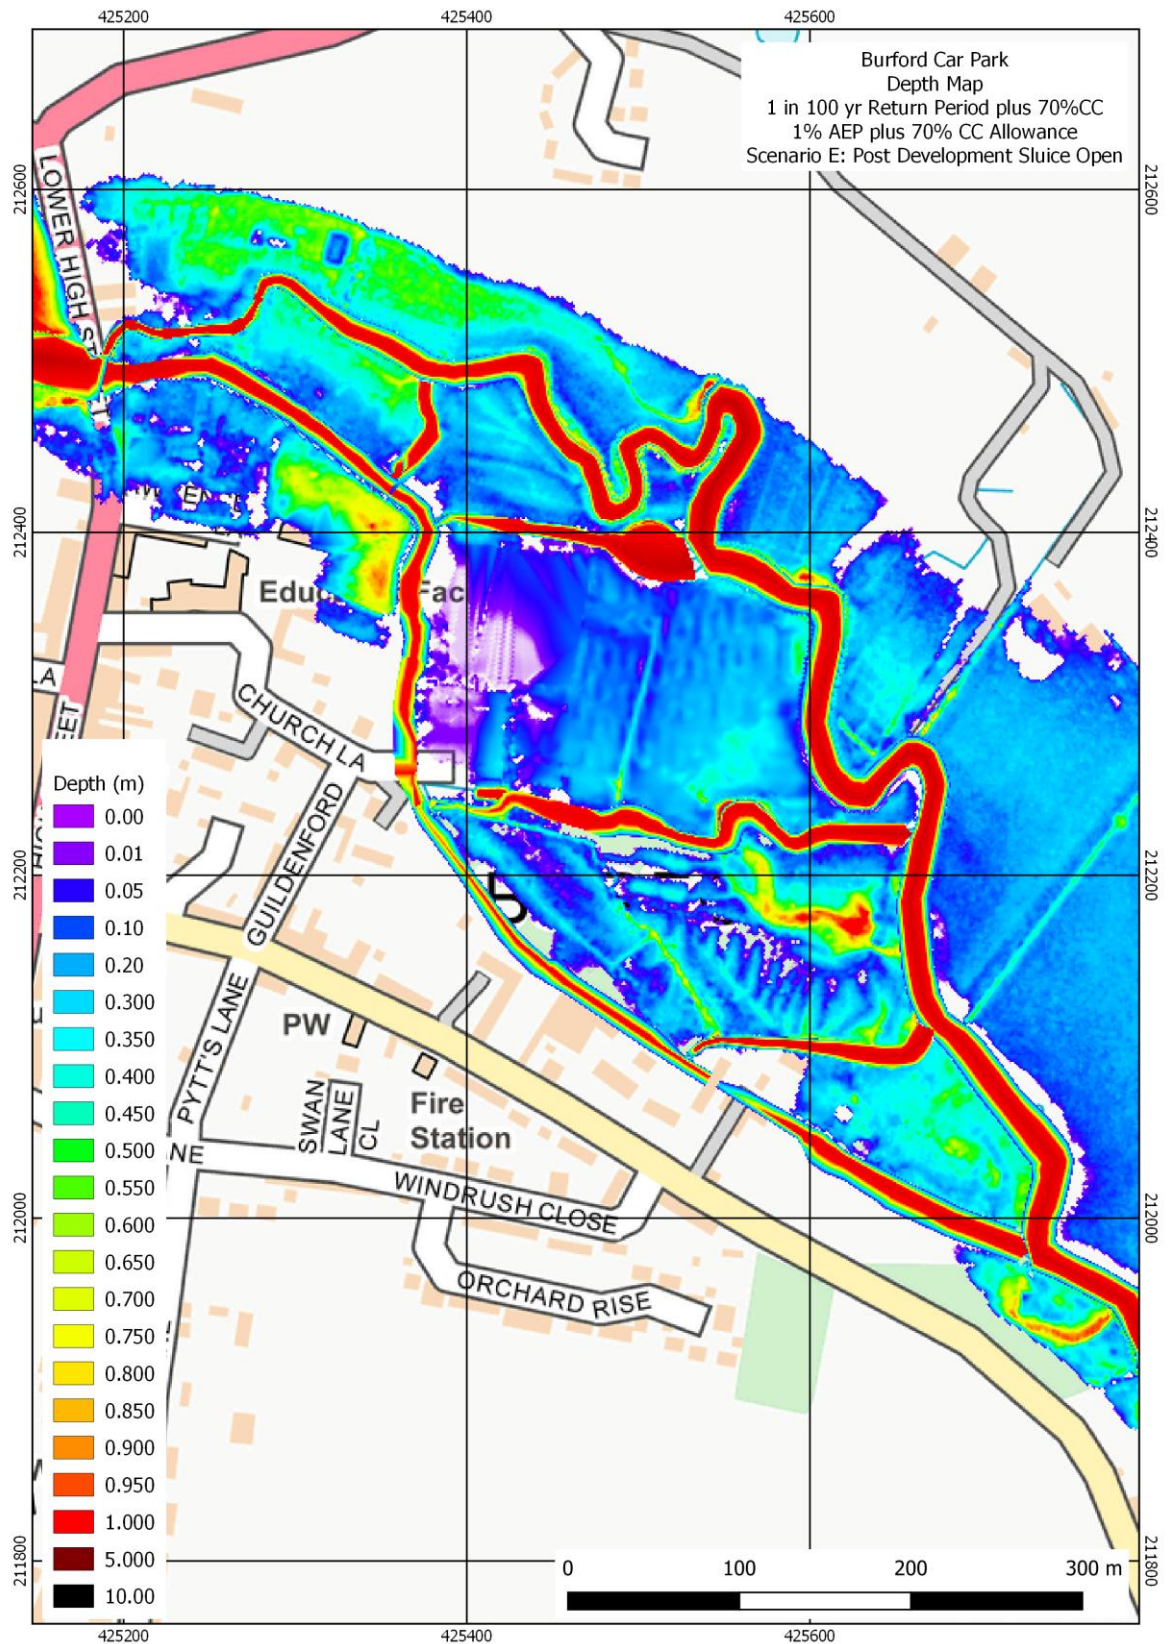 425200
425400
425600
Burford Car Park
Depth Map
1 in 100 yr Return Period plus 70%CC
1% AEP plus 70% CC Allowance
Scenario E: Post Development Sluice Open
212600
212600
LOWER HIGH ST
212400
212400
Fac
LA
EET
CHURCH LA
GUILDENFORD
212200
212200
5
PYTT'S LANE
PW
Fire
Station
SWAN
LANE
CL
NE
WINDRUSH CLOSE
ORCHARD RISE
212000
212000
Depth (m)
0.00
0.01
0.05
0.10
0.20
0.300
0.350
0.400
0.450
0.500
0.550
0.600
0.650
0.700
0.750
0.800
0.850
0.900
0.950
1.000
5.000
10.00
0
100
200
300 m
211800
211800
425200
425400
425600